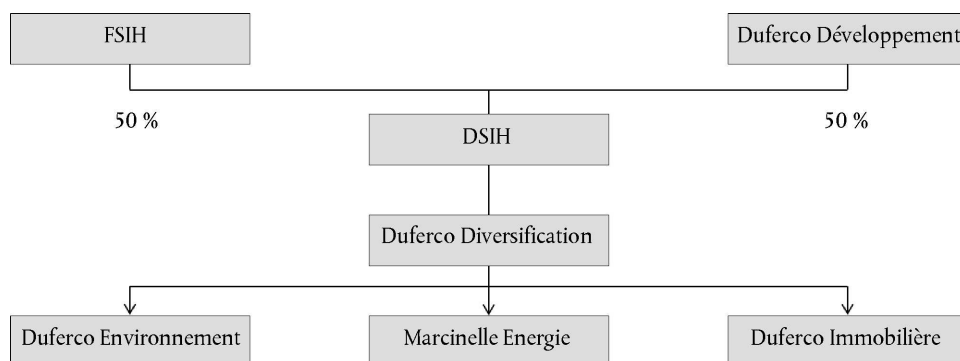 FSIH
Duferco Développement
50 %
50 %
DSIH
Duferco Diversification
Duferco Environnement
Marcinelle Energie
Duferco Immobilière